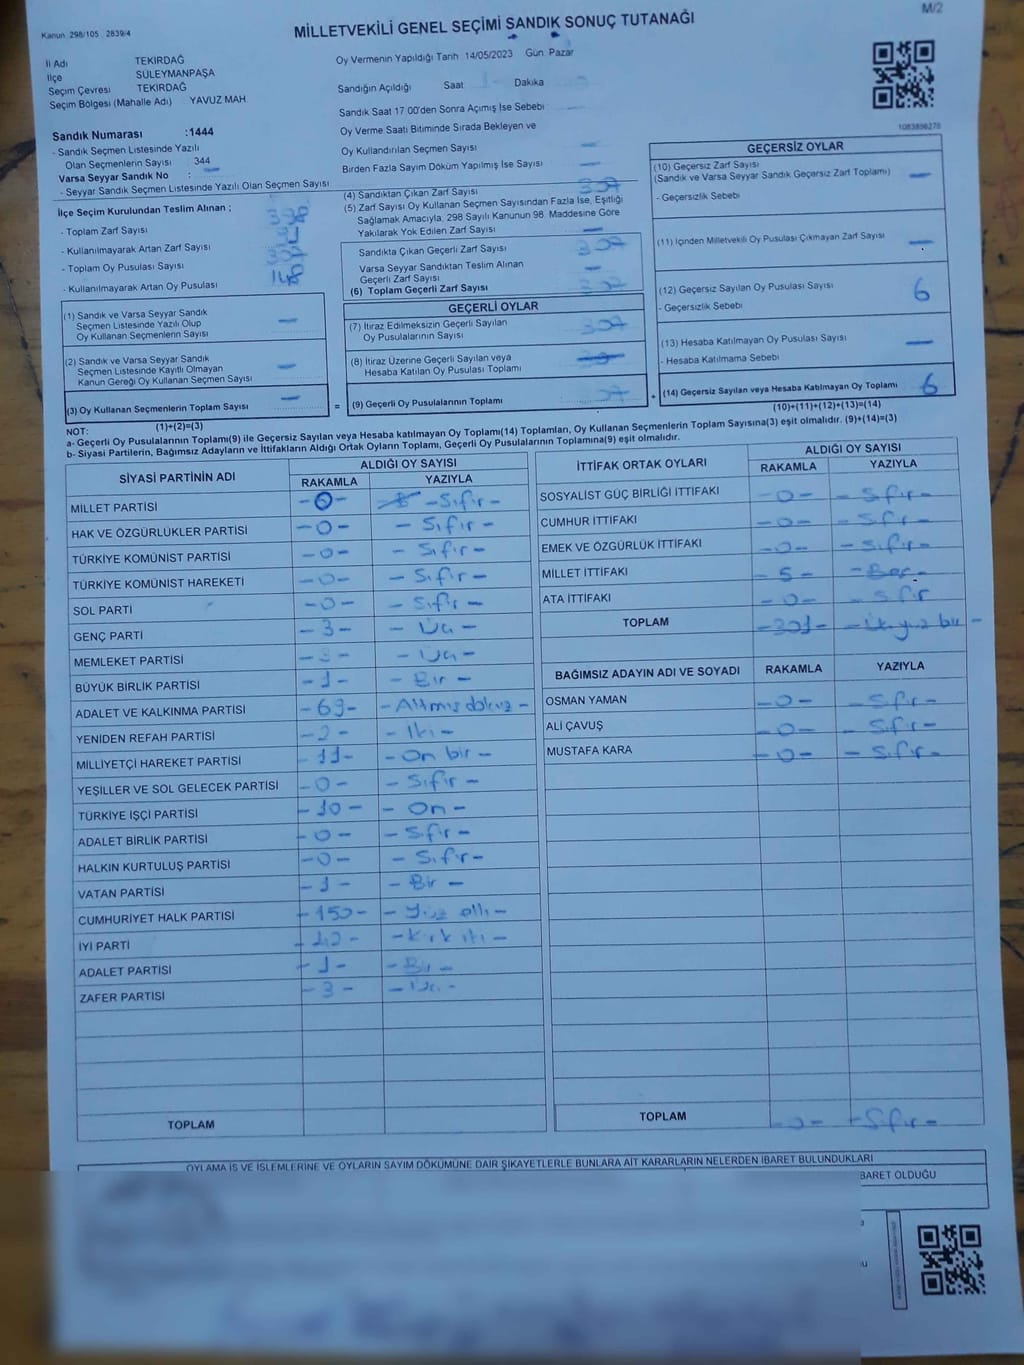 M/2
Kanun 298/105 2839/4
MİLLETVEKİLİ GENEL SEÇİMİ SANDIK SONUÇ TUTANAĞI
İl Adı TEKİRDAĞ
İlçe SÜLEYMANPAŞA
Seçim Çevresi TEKİRDAĞ
Seçim Bölgesi (Mahalle Adı) YAVUZ MAH
Sandık Numarası :1444
- Sandık Seçmen Listesinde Yazılı
Olan Seçmenlerin Sayısı 344
Varsa Seyyar Sandık No :
- Seyyar Sandık Seçmen Listesinde Yazılı Olan Seçmen Sayısı
Oy Vermenin Yapıldığı Tarih 14/05/2023 Gün Pazar
Sandığın Açıldığı Saat Dakika
Sandık Saat 17 00'den Sonra Açımış İse Sebebi
Oy Verme Saati Bitiminde Sırada Bekleyen ve
Oy Kullandırılan Seçmen Sayısı
Birden Fazla Sayım Döküm Yapılmış İse Sayısı
1083856278
İlçe Seçim Kurulundan Teslim Alınan ;
- Toplam Zarf Sayısı
- Kullanılmayarak Artan Zarf Sayısı
- Toplam Oy Pusulası Sayısı
- Kullanılmayarak Artan Oy Pusulası
(1) Sandık ve Varsa Seyyar Sandık
Seçmen Listesinde Yazılı Olup
Oy Kullanan Seçmenlerin Sayısı
(2) Sandık ve Varsa Seyyar Sandık
Seçmen Listesinde Kayıtlı Olmayan
Kanun Gereği Oy Kullanan Seçmen Sayısı
(3) Oy Kullanan Seçmenlerin Toplam Sayısı
(1)+(2)=(3)
(4) Sandıktan Çıkan Zarf Sayısı 307
(5) Zarf Sayısı Oy Kullanan Seçmen Sayısından Fazla İse, Eşitliği
Sağlamak Amacıyla, 298 Sayılı Kanunun 98. Maddesine Göre
Yakılarak Yok Edilen Zarf Sayısı
Sandıkta Çıkan Geçerli Zarf Sayısı 307
Varsa Seyyar Sandıktan Teslim Alınan
Geçerli Zarf Sayısı
(6) Toplam Geçerli Zarf Sayısı 307
GEÇERLİ OYLAR
(7) İtiraz Edilmeksizin Geçerli Sayılan
Oy Pusulalarının Sayısı 307
(8) İtiraz Üzerine Geçerli Sayılan veya
Hesaba Katılan Oy Pusulası Toplamı
= (9) Geçerli Oy Pusulalarının Toplamı
GEÇERSİZ OYLAR
(10) Geçersiz Zarf Sayısı
(Sandık ve Varsa Seyyar Sandık Geçersiz Zarf Toplamı)
- Geçersizlik Sebebi
(11) İçinden Milletvekili Oy Pusulası Çıkmayan Zarf Sayısı
(12) Geçersiz Sayılan Oy Pusulası Sayısı 6
- Geçersizlik Sebebi
(13) Hesaba Katılmayan Oy Pusulası Sayısı
- Hesaba Katılmama Sebebi
+ (14) Geçersiz Sayılan veya Hesaba Katılmayan Oy Toplamı 6
(10)+(11)+(12)+(13)=(14)
NOT:
a- Geçerli Oy Pusulalarının Toplamı(9) ile Geçersiz Sayılan veya Hesaba katılmayan Oy Toplamı(14) Toplamları, Oy Kullanan Seçmenlerin Toplam Sayısına(3) eşit olmalıdır. (9)+(14)=(3)
b- Siyasi Partilerin, Bağımsız Adayların ve İttifakların Aldığı Ortak Oyların Toplamı, Geçerli Oy Pusulalarının Toplamına(9) eşit olmalıdır.
SİYASİ PARTİNİN ADI ALDIĞI OY SAYISI
RAKAMLA YAZIYLA
MİLLET PARTİSİ -0- -Sıfır-
HAK VE ÖZGÜRLÜKLER PARTİSİ -0- -Sıfır-
TÜRKİYE KOMÜNİST PARTİSİ -0- -Sıfır-
TÜRKİYE KOMÜNİST HAREKETİ -0- -Sıfır-
SOL PARTİ -0- -Sıfır-
GENÇ PARTİ -3- -Üç-
MEMLEKET PARTİSİ -3- -Üç-
BÜYÜK BİRLİK PARTİSİ -1- -Bir-
ADALET VE KALKINMA PARTİSİ -69- -Altmış dokuz-
YENİDEN REFAH PARTİSİ -2- -İki-
MİLLİYETÇİ HAREKET PARTİSİ -11- -On bir-
YEŞİLLER VE SOL GELECEK PARTİSİ -0- -Sıfır-
TÜRKİYE İŞÇİ PARTİSİ -10- -On-
ADALET BİRLİK PARTİSİ -0- -Sıfır-
HALKIN KURTULUŞ PARTİSİ -0- -Sıfır-
VATAN PARTİSİ -1- -Bir-
CUMHURİYET HALK PARTİSİ -150- -Yüz elli-
İYİ PARTİ -42- -Kırk iki-
ADALET PARTİSİ -1- -Bir-
ZAFER PARTİSİ -3- -Üç-
TOPLAM
İTTİFAK ORTAK OYLARI ALDIĞI OY SAYISI
RAKAMLA YAZIYLA
SOSYALİST GÜÇ BİRLİĞİ İTTİFAKI -0- -Sıfır-
CUMHUR İTTİFAKI -0- -Sıfır-
EMEK VE ÖZGÜRLÜK İTTİFAKI -0- -Sıfır-
MİLLET İTTİFAKI -5- -Beş-
ATA İTTİFAKI -0- -Sıfır
TOPLAM -301-
BAĞIMSIZ ADAYIN ADI VE SOYADI RAKAMLA YAZIYLA
OSMAN YAMAN -0- -Sıfır-
ALİ ÇAVUŞ -0- -Sıfır-
MUSTAFA KARA -0- -Sıfır-
TOPLAM -0- -Sıfır-
OYLAMA İŞ VE İŞLEMLERİNE VE OYLARIN SAYIM DÖKÜMÜNE DAİR ŞİKAYETLERLE BUNLARA AİT KARARLARIN NELERDEN İBARET BULUNDUKLARI
BARET OLDUĞU